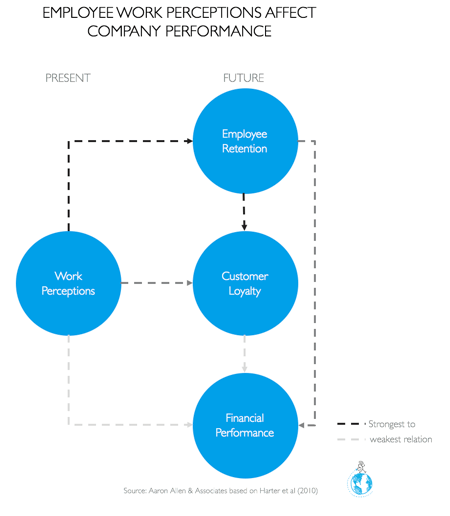 EMPLOYEE WORK PERCEPTIONS AFFECT
COMPANY PERFORMANCE
PRESENT
FUTURE
Employee
Retention
Work
Perceptions
Customer
Loyalty
Financial
Performance
Strongest to
weakest relation
Source: Aaron Allen & Associates based on Harter et al (2010)